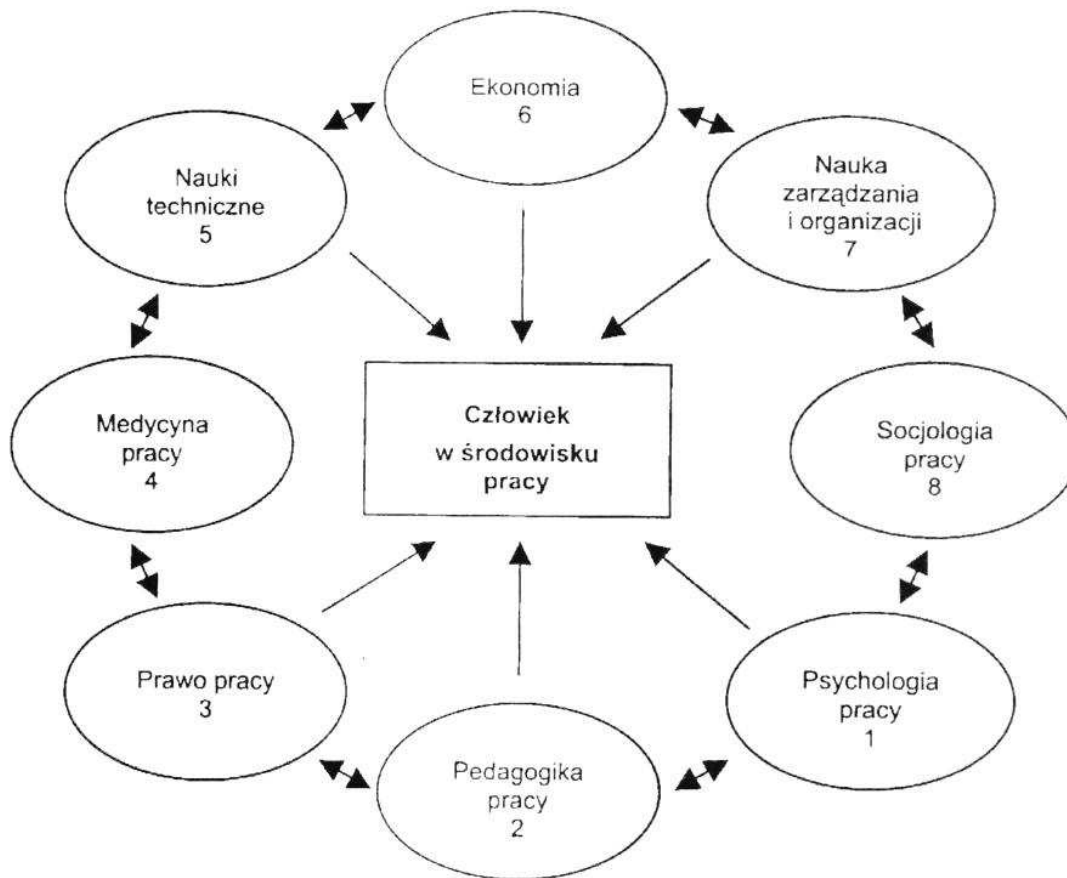 Ekonomia
6
Nauka
zarządzania
i organizacji
7
Nauki
techniczne
5
Człowiek
w środowisku
pracy
Medycyna
pracy
4
Socjologia
pracy
8
Prawo pracy
3
Psychologia
pracy
1
Pedagogika
pracy
2